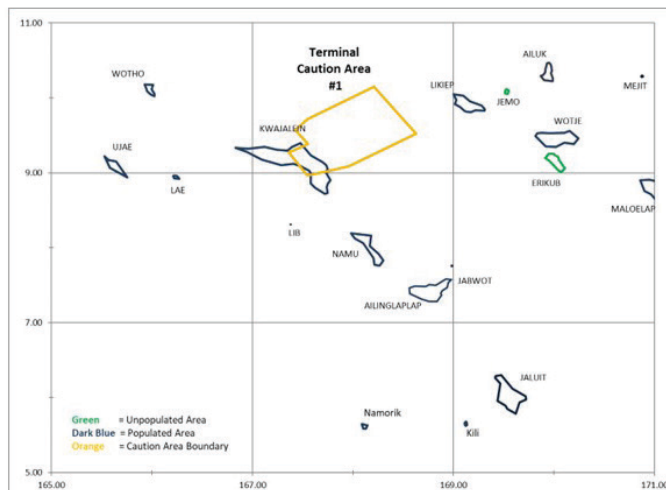 11.00
Terminal
Caution Area
#1
WOTHO
AILUK
MEJIT
LIKIEP
JEMO
KWAJALEIN
WOTJE
UJAE
9.00
LAE
ERIKUB
MALOELAP
LIB
NAMU
JABWOT
AILINGLAPLAP
7.00
JALUIT
Green = Unpopulated Area
Dark Blue = Populated Area
Orange = Caution Area Boundary
Namorik
Kili
5.00
165.00 167.00 169.00 171.00